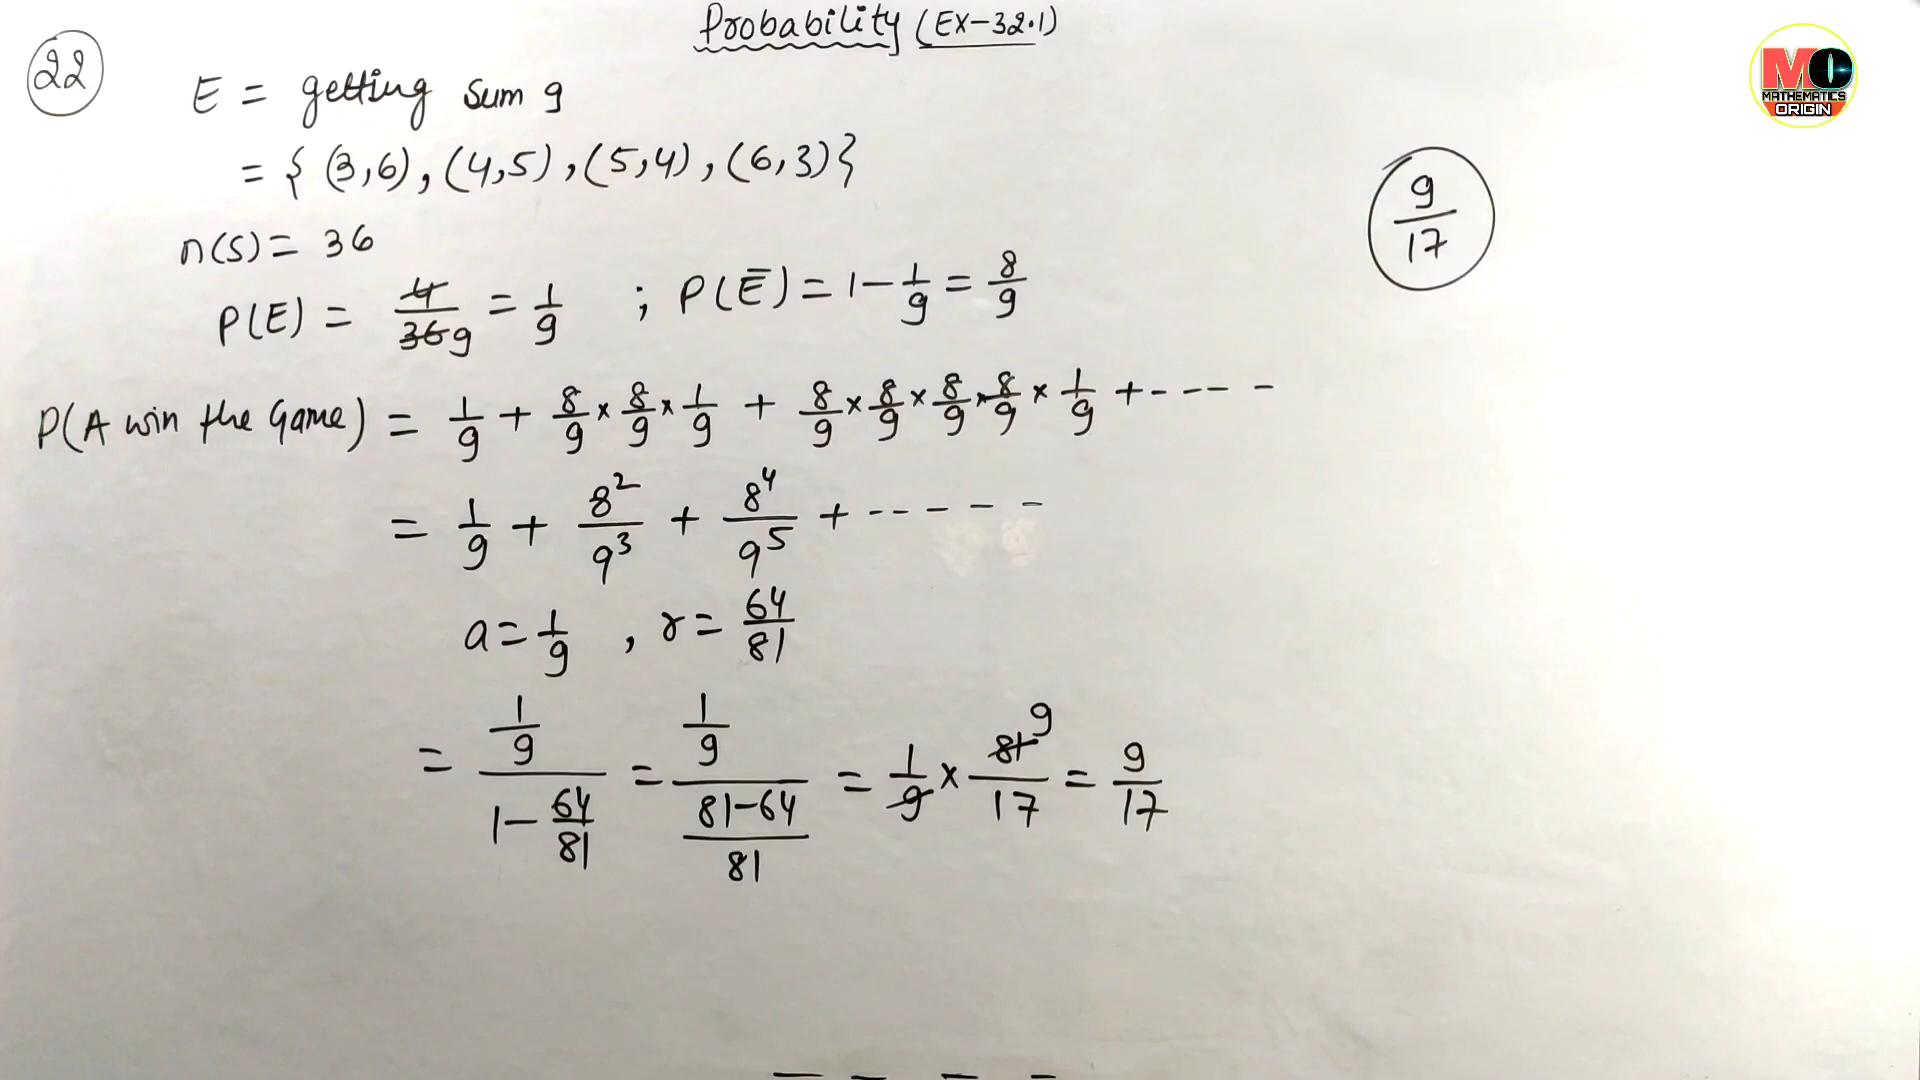 Probability (EX-32.1)
22
E = getting sum 9
= { (3,6), (4,5), (5,4), (6,3)}
n(S) = 36
P(E) = 4/36 9 = 1/9 ; P(Ē) = 1 - 1/9 = 8/9
P(A win the Game) = 1/9 + 8/9 × 8/9 × 1/9 + 8/9 × 8/9 × 8/9 × 8/9 × 1/9 + - - - - -
= 1/9 + 8²/9³ + 8⁴/9⁵ + - - - - - -
a = 1/9 , r = 64/81
= 1/9 / (1 - 64/81) = 1/9 / ((81-64)/81) = 1/9 × 81 9/17 = 9/17
9/17
MO
MATHEMATICS
ORIGIN